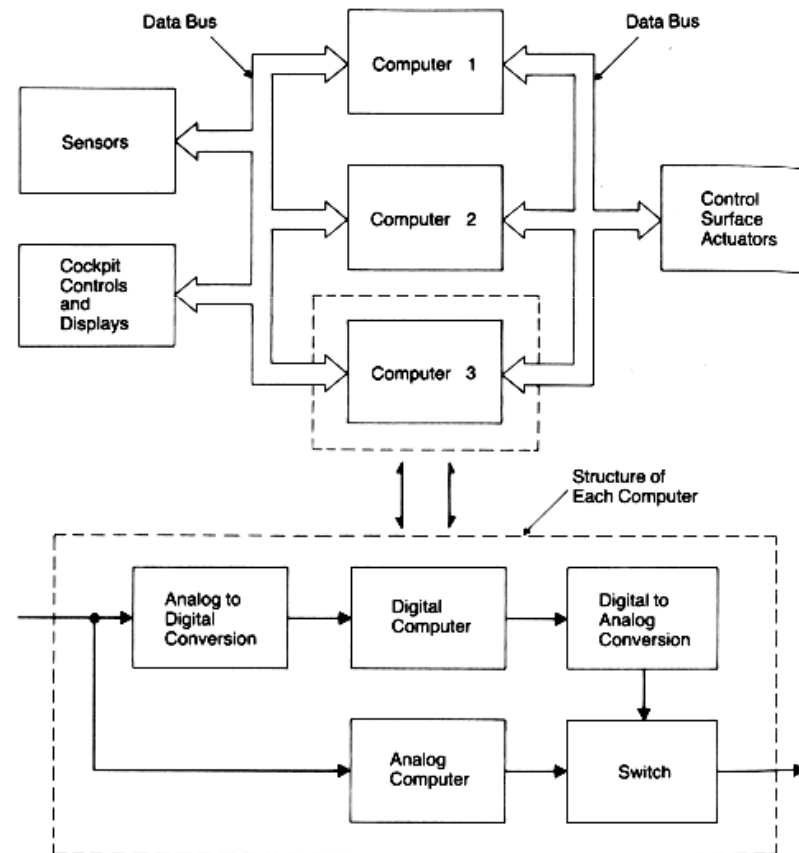 Data Bus
Data Bus
Computer 1
Sensors
Computer 2
Control
Surface
Actuators
Cockpit
Controls
and
Displays
Computer 3
Structure of
Each Computer
Analog to
Digital
Conversion
Digital
Computer
Digital to
Analog
Conversion
Analog
Computer
Switch